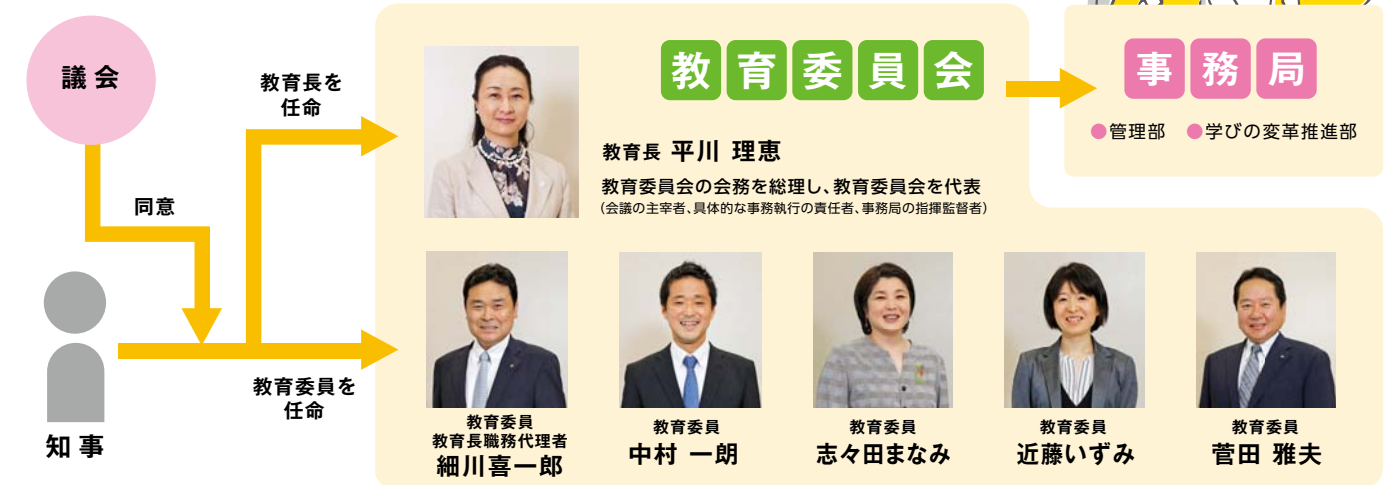 議会
教育長を
任命
同意
知事
教育委員を
任命
教育委員会
教育長 平川 理恵
教育委員会の会務を総理し、教育委員会を代表
(会議の主宰者、具体的な事務執行の責任者、事務局の指揮監督者)
事務局
●管理部 ●学びの変革推進部
教育委員
教育長職務代理者
細川喜一郎
教育委員
中村 一朗
教育委員
志々田まなみ
教育委員
近藤いずみ
教育委員
菅田 雅夫